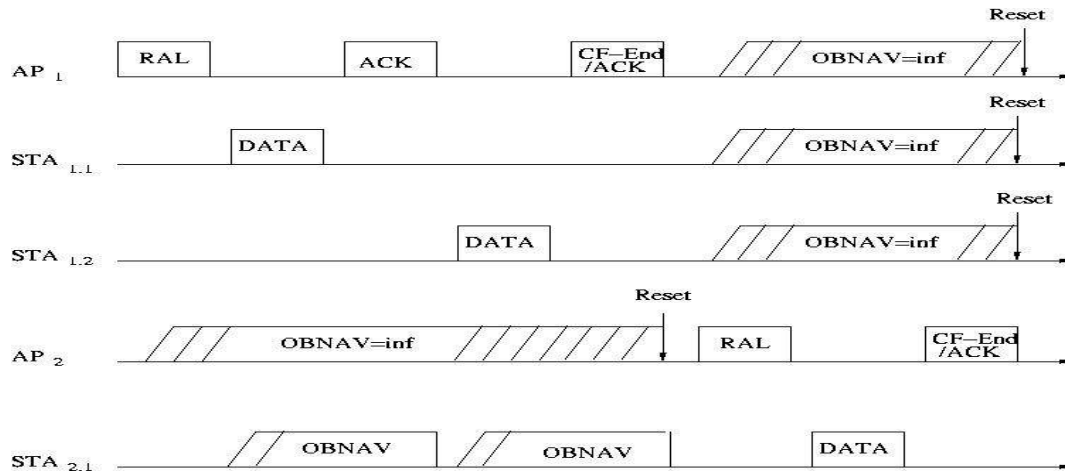 Reset
AP 1 RAL ACK CF-End /ACK OBNAV=inf
Reset
STA 1,1 DATA OBNAV=inf
Reset
STA 1,2 DATA OBNAV=inf
Reset
AP 2 OBNAV=inf RAL CF-End /ACK
STA 2,1 OBNAV OBNAV DATA